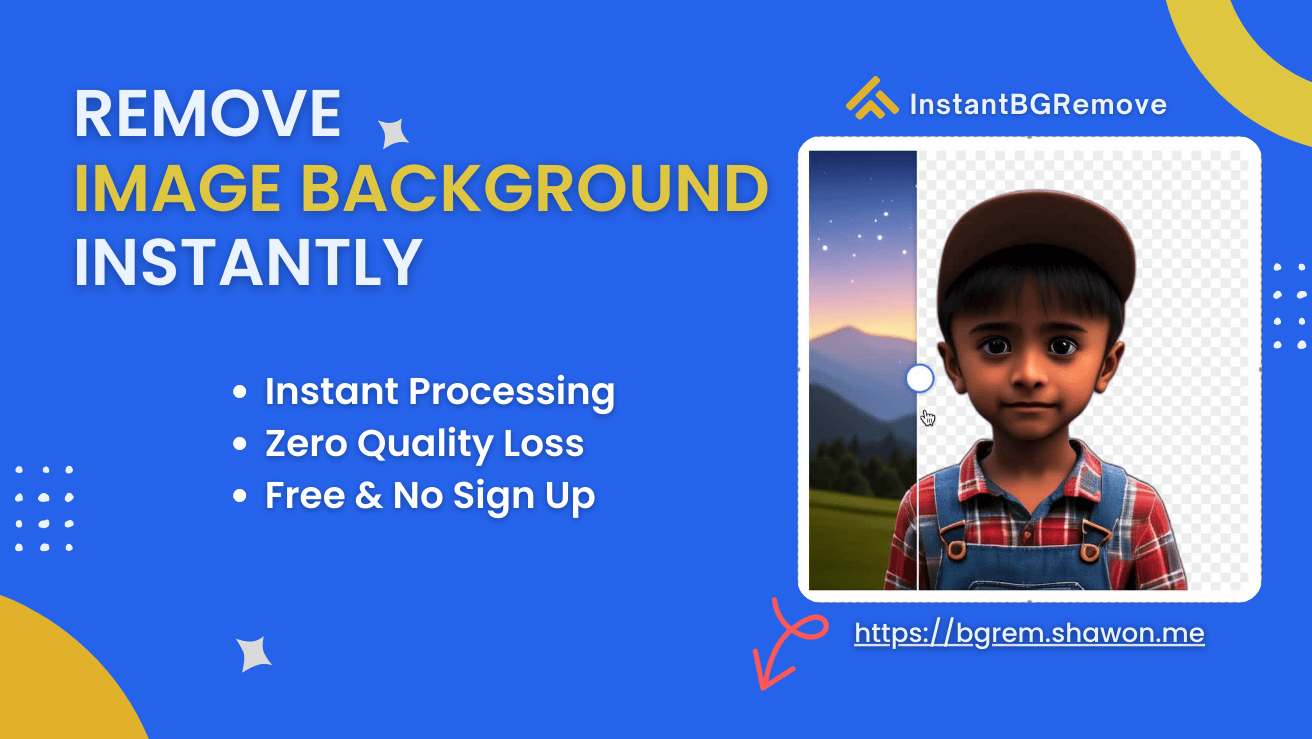 REMOVE
IMAGE BACKGROUND
INSTANTLY
Instant Processing
Zero Quality Loss
Free & No Sign Up
InstantBGRemove
https://bgrem.shawon.me